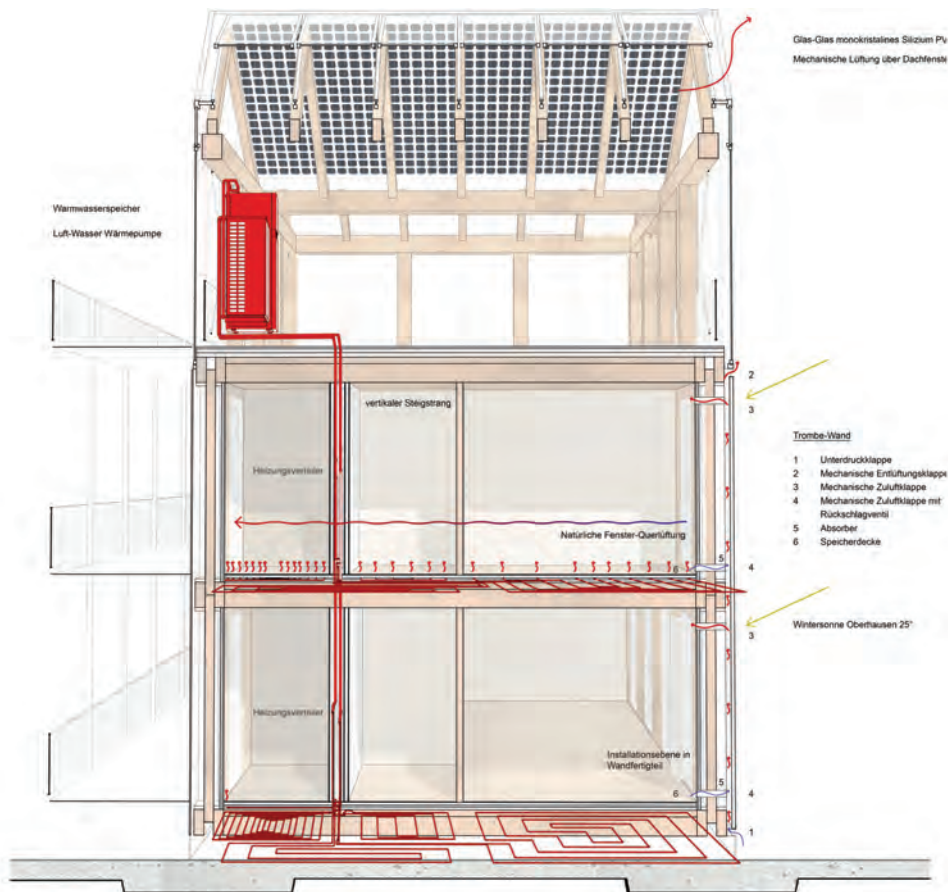 Glas-Glas monokristalines Silizium PV
Mechanische Lüftung über Dachfenste
Warmwasserspeicher
Luft-Wasser Wärmepumpe
2
3
vertikaler Steigstrang
Trombe-Wand
1 Unterdruckklappe
2 Mechanische Entlüftungsklappe
3 Mechanische Zuluftklappe
4 Mechanische Zuluftklappe mit
Rückschlagventil
5 Absorber
6 Speicherdecke
Heizungsverteiler
Natürliche Fenster-Querlüftung
5
6
4
Wintersonne Oberhausen 25°
3
Heizungsverteiler
Installationsebene in
Wandfertigteil
5
6
4
1